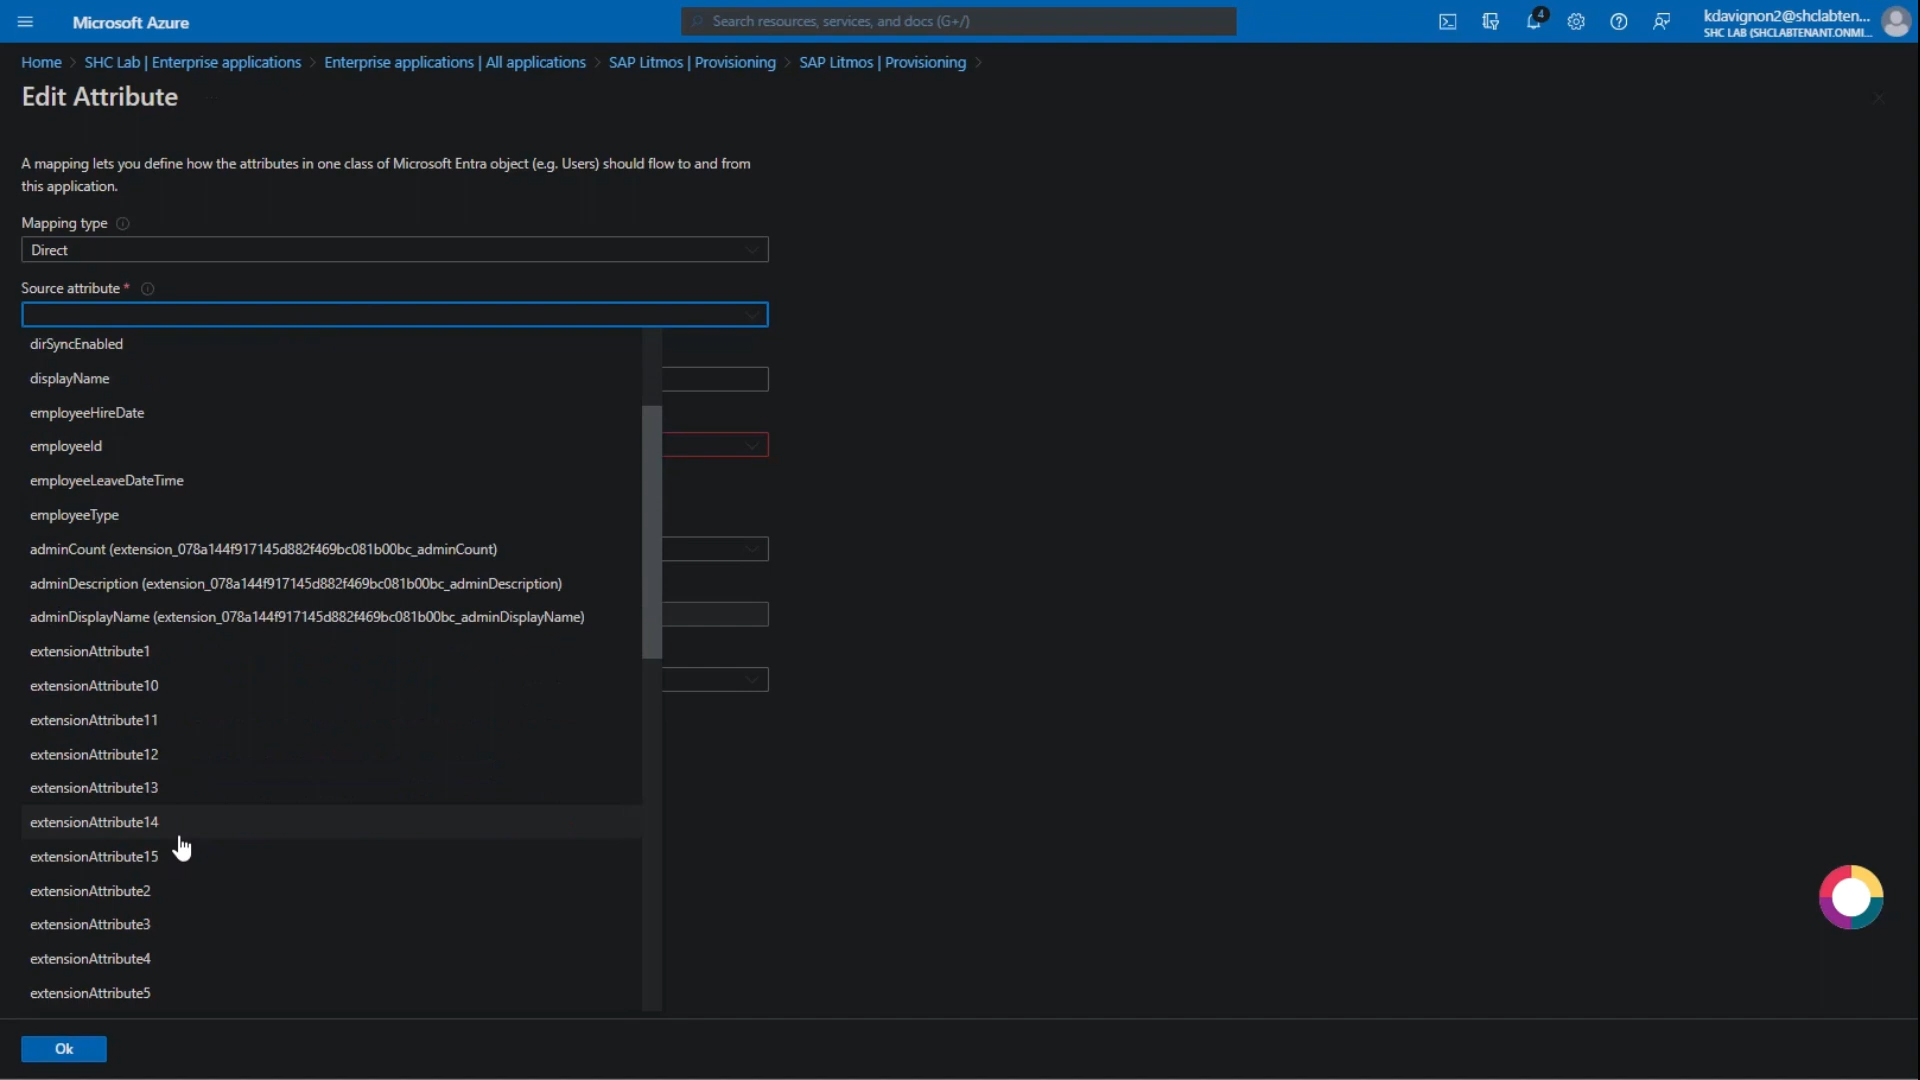 Microsoft Azure
Search resources, services, and docs (G+/)
4
kdavignon2@shclabten...
SHC LAB (SHCLABTENANT.ONMI...
Home > SHC Lab | Enterprise applications > Enterprise applications | All applications > SAP Litmos | Provisioning > SAP Litmos | Provisioning >
Edit Attribute ...
A mapping lets you define how the attributes in one class of Microsoft Entra object (e.g. Users) should flow to and from
this application.
Mapping type
Direct
Source attribute *
dirSyncEnabled
displayName
employeeHireDate
employeeId
employeeLeaveDateTime
employeeType
adminCount (extension_078a144f917145d882f469bc081b00bc_adminCount)
adminDescription (extension_078a144f917145d882f469bc081b00bc_adminDescription)
adminDisplayName (extension_078a144f917145d882f469bc081b00bc_adminDisplayName)
extensionAttribute1
extensionAttribute10
extensionAttribute11
extensionAttribute12
extensionAttribute13
extensionAttribute14
extensionAttribute15
extensionAttribute2
extensionAttribute3
extensionAttribute4
extensionAttribute5
Ok